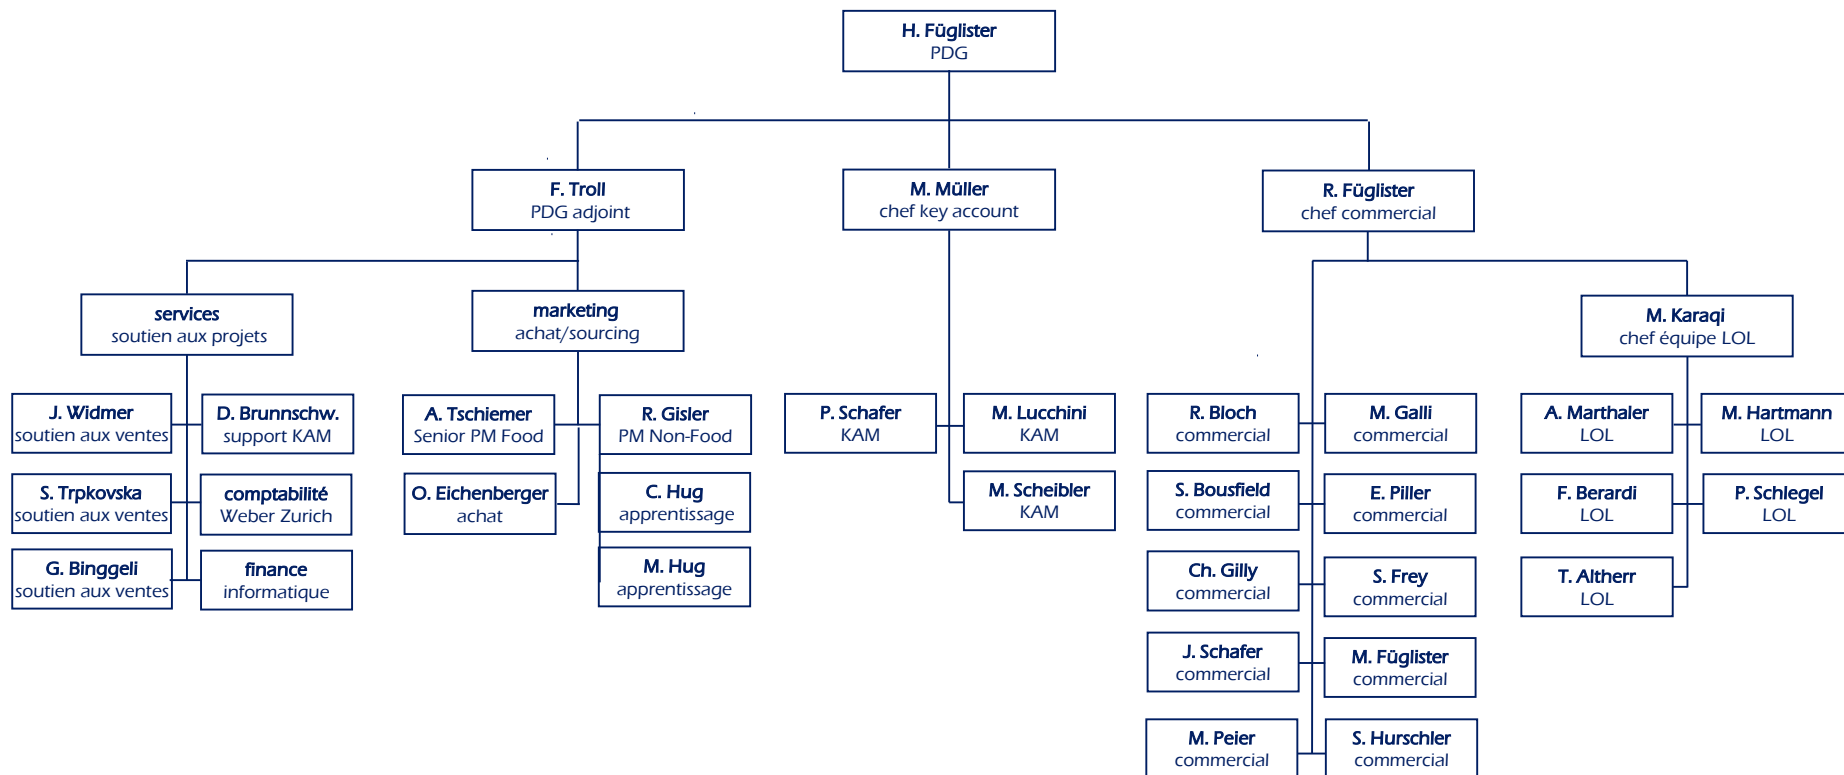 H. Füglister
PDG
F. Troll
PDG adjoint
M. Müller
chef key account
R. Füglister
chef commercial
services
soutien aux projets
marketing
achat/sourcing
M. Karaqi
chef équipe LOL
J. Widmer
soutien aux ventes
D. Brunnschw.
support KAM
S. Trpkovska
soutien aux ventes
comptabilité
Weber Zurich
G. Binggeli
soutien aux ventes
finance
informatique
A. Tschiemer
Senior PM Food
R. Gisler
PM Non-Food
O. Eichenberger
achat
C. Hug
apprentissage
M. Hug
apprentissage
P. Schafer
KAM
M. Lucchini
KAM
M. Scheibler
KAM
R. Bloch
commercial
M. Galli
commercial
S. Bousfield
commercial
E. Piller
commercial
Ch. Gilly
commercial
S. Frey
commercial
J. Schafer
commercial
M. Füglister
commercial
M. Peier
commercial
S. Hurschler
commercial
A. Marthaler
LOL
M. Hartmann
LOL
F. Berardi
LOL
P. Schlegel
LOL
T. Altherr
LOL